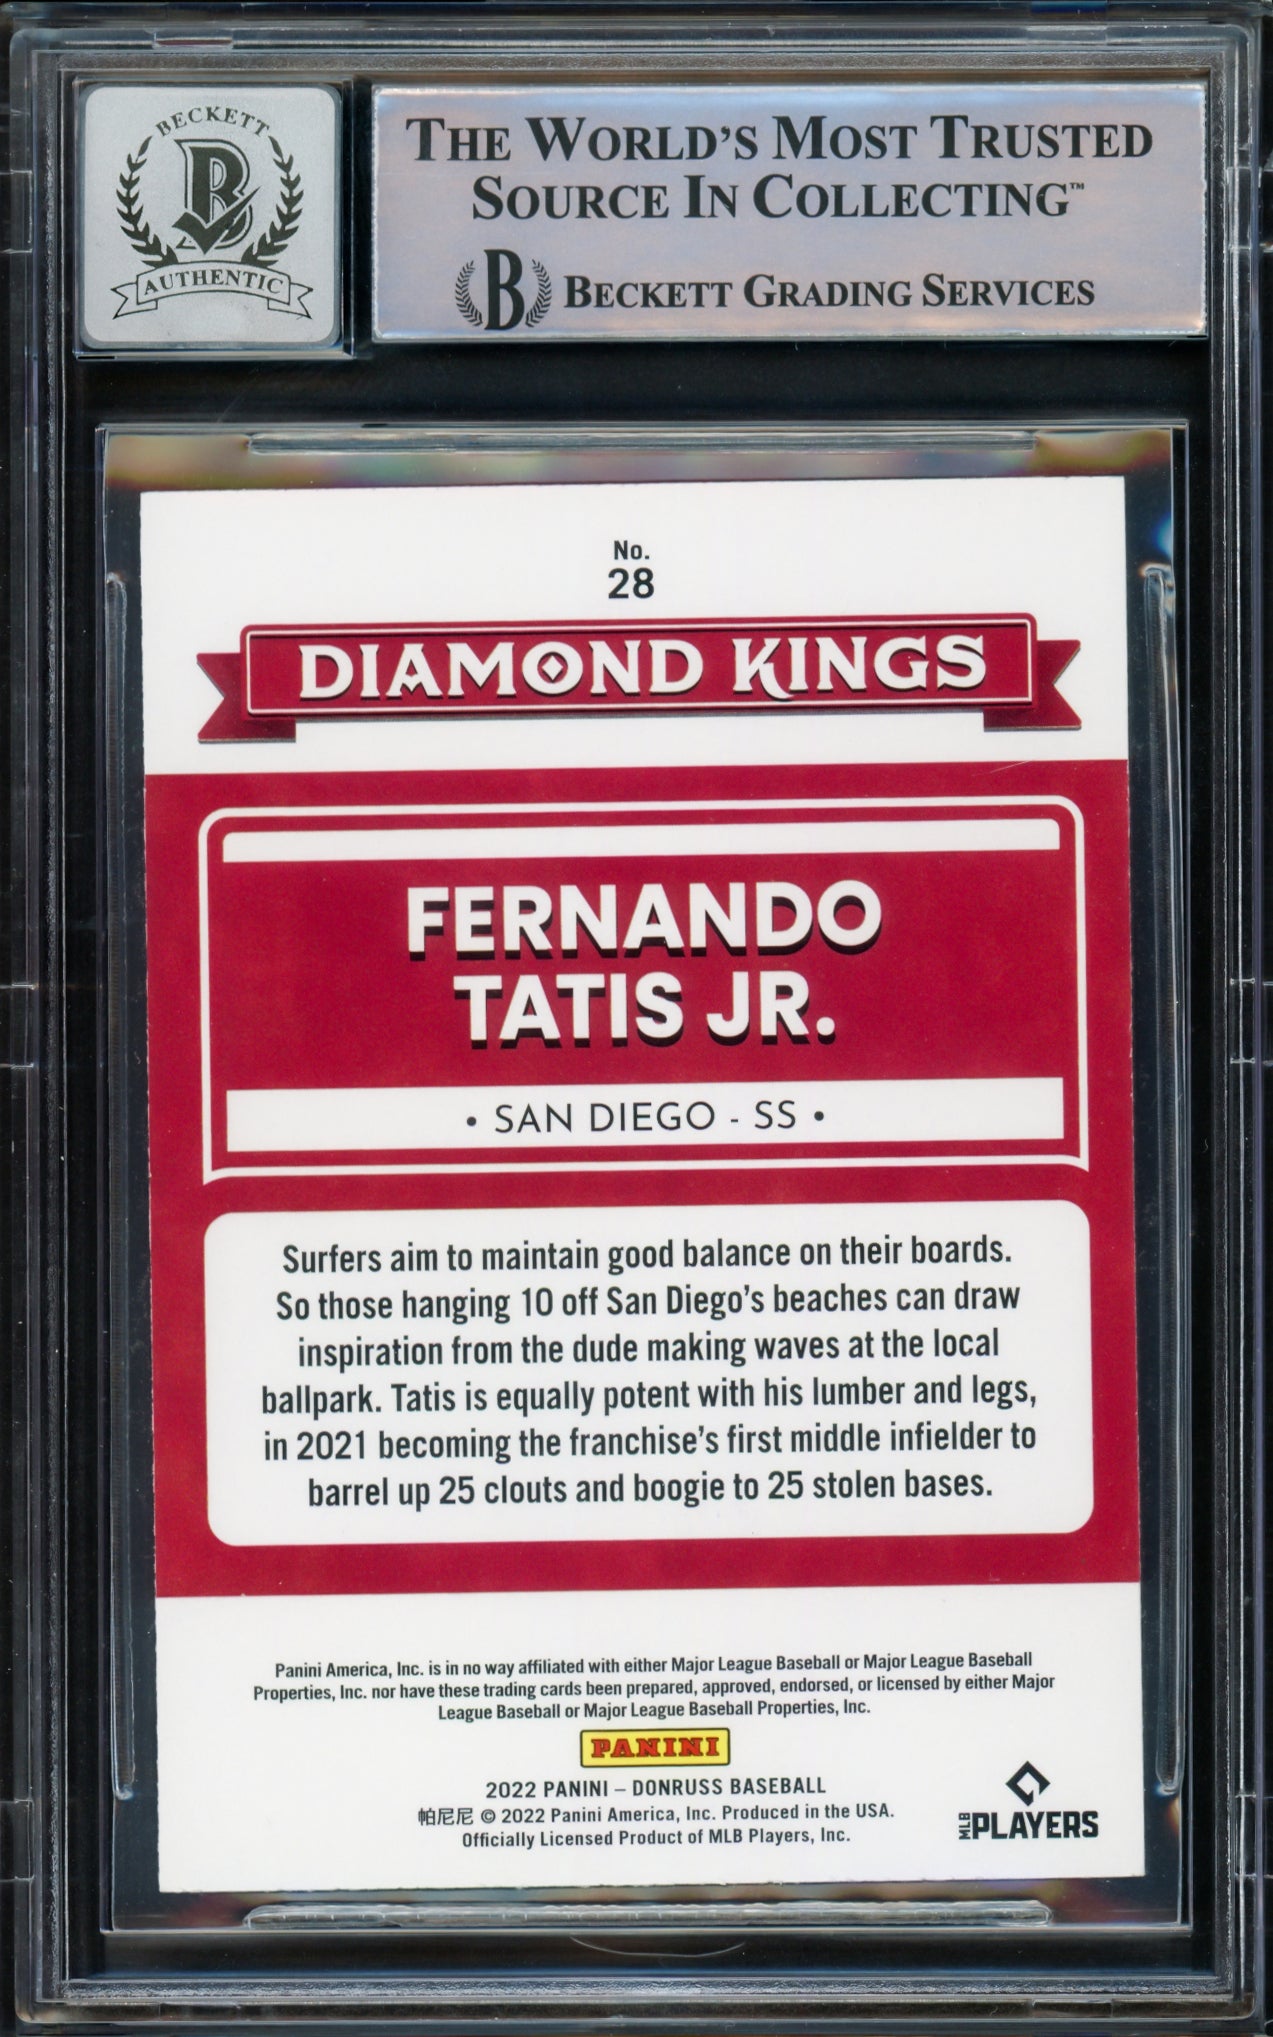 BECKETT
AUTHENTIC
THE WORLD'S MOST TRUSTED
SOURCE IN COLLECTING™
B BECKETT GRADING SERVICES
No.
28
DIAMOND KINGS
FERNANDO
TATIS JR.
• SAN DIEGO - SS •
Surfers aim to maintain good balance on their boards.
So those hanging 10 off San Diego's beaches can draw
inspiration from the dude making waves at the local
ballpark. Tatis is equally potent with his lumber and legs,
in 2021 becoming the franchise's first middle infielder to
barrel up 25 clouts and boogie to 25 stolen bases.
Panini America, Inc. is in no way affiliated with either Major League Baseball or Major League Baseball
Properties, Inc. nor have these trading cards been prepared, approved, endorsed, or licensed by either Major
League Baseball or Major League Baseball Properties, Inc.
PANINI
2022 PANINI – DONRUSS BASEBALL
帕尼尼 © 2022 Panini America, Inc. Produced in the USA.
Officially Licensed Product of MLB Players, Inc.
MLB PLAYERS